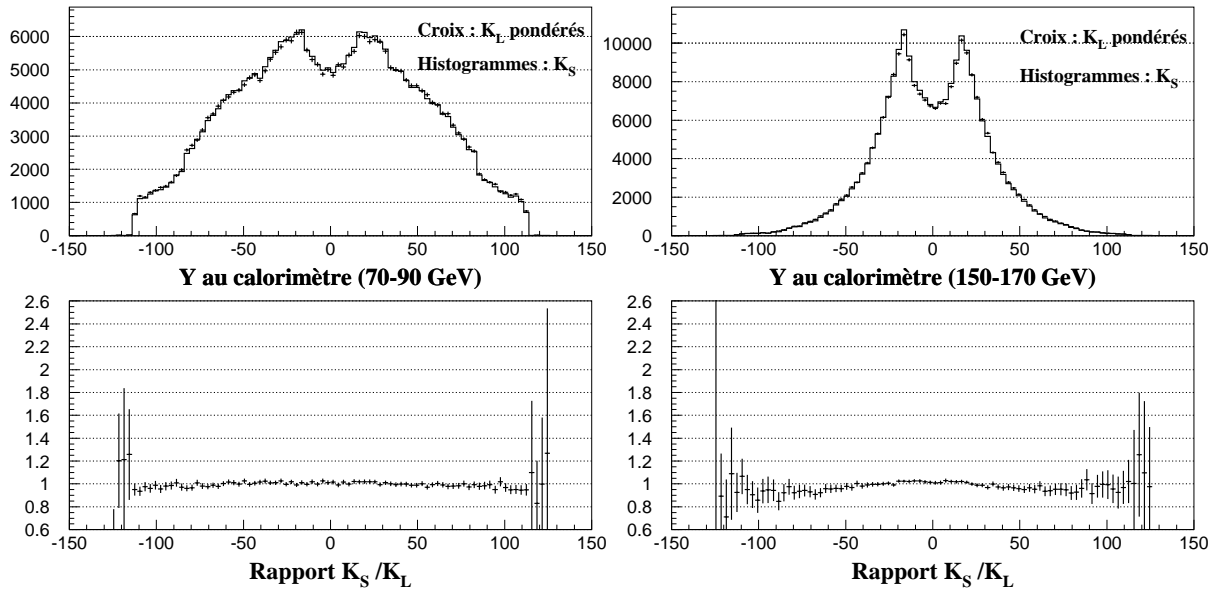 6000
5000
4000
3000
2000
1000
0
-150 -100 -50 0 50 100 150
Croix : K_L pondérés
Histogrammes : K_S
Y au calorimètre (70-90 GeV)
10000
8000
6000
4000
2000
0
-150 -100 -50 0 50 100 150
Croix : K_L pondérés
Histogrammes : K_S
Y au calorimètre (150-170 GeV)
2.6
2.4
2.2
2
1.8
1.6
1.4
1.2
1
0.8
0.6
-150 -100 -50 0 50 100 150
Rapport K_S /K_L
2.6
2.4
2.2
2
1.8
1.6
1.4
1.2
1
0.8
0.6
-150 -100 -50 0 50 100 150
Rapport K_S /K_L